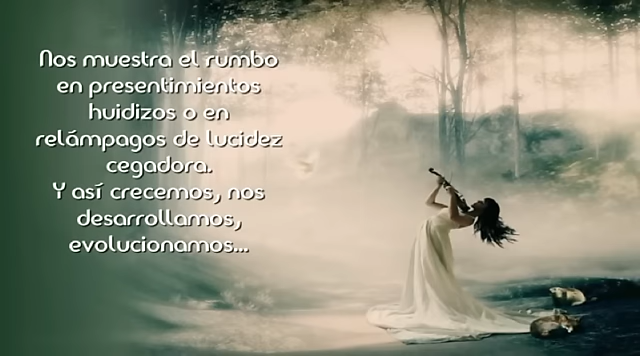 Nos muestra el rumbo
en presentimientos
huidizos o en
relámpagos de lucidez
cegadora.
Y así crecemos, nos
desarrollamos,
evolucionamos...